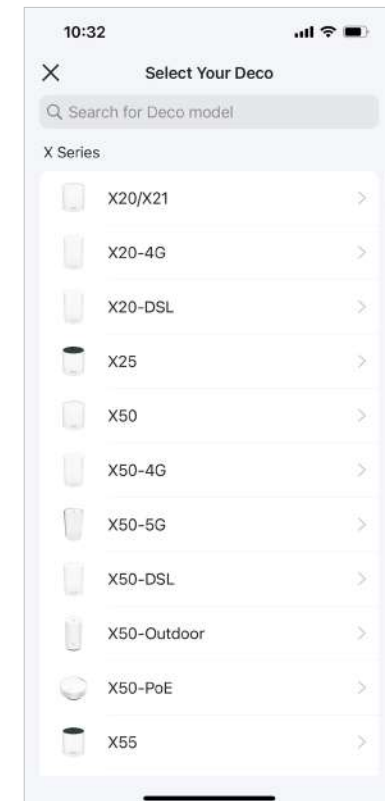 10:32
Select Your Deco
Search for Deco model
X Series
X20/X21
X20-4G
X20-DSL
X25
X50
X50-4G
X50-5G
X50-DSL
X50-Outdoor
X50-PoE
X55